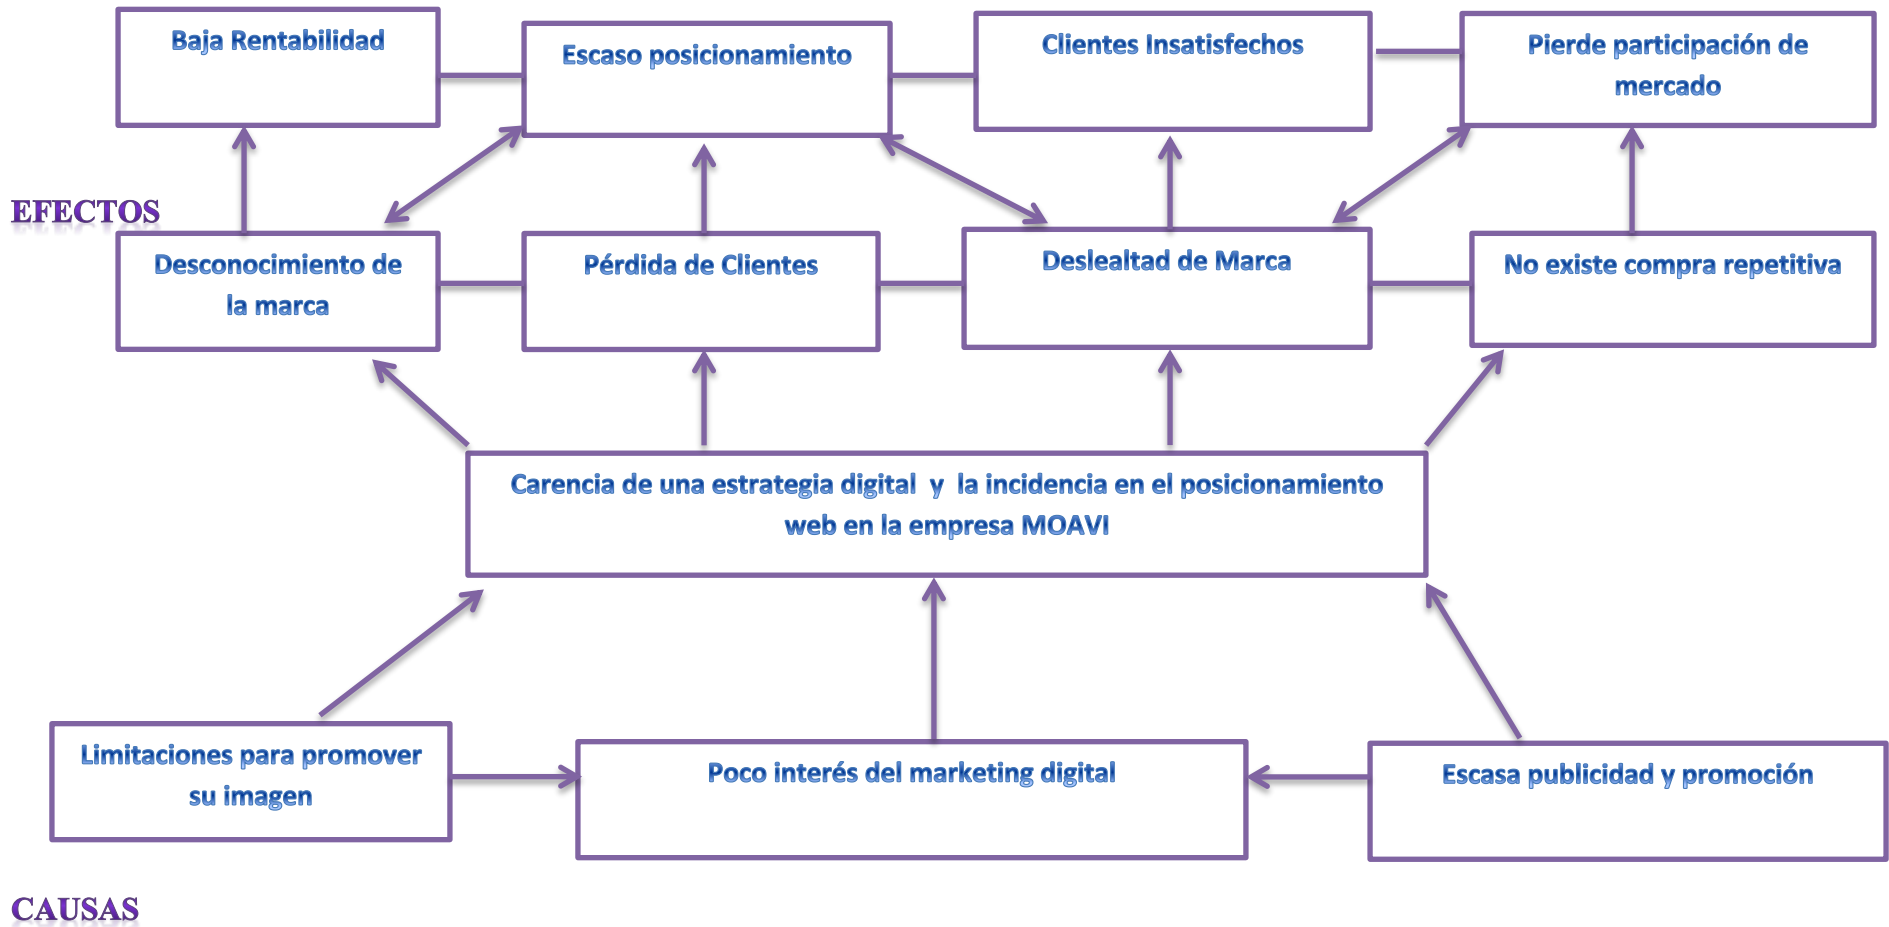 Baja Rentabilidad
Escaso posicionamiento
Clientes Insatisfechos
Pierde participación de
mercado
EFECTOS
Desconocimiento de
la marca
Pérdida de Clientes
Deslealtad de Marca
No existe compra repetitiva
Carencia de una estrategia digital  y  la incidencia en el posicionamiento
web en la empresa MOAVI
Limitaciones para promover
su imagen
Poco interés del marketing digital
Escasa publicidad y promoción
CAUSAS